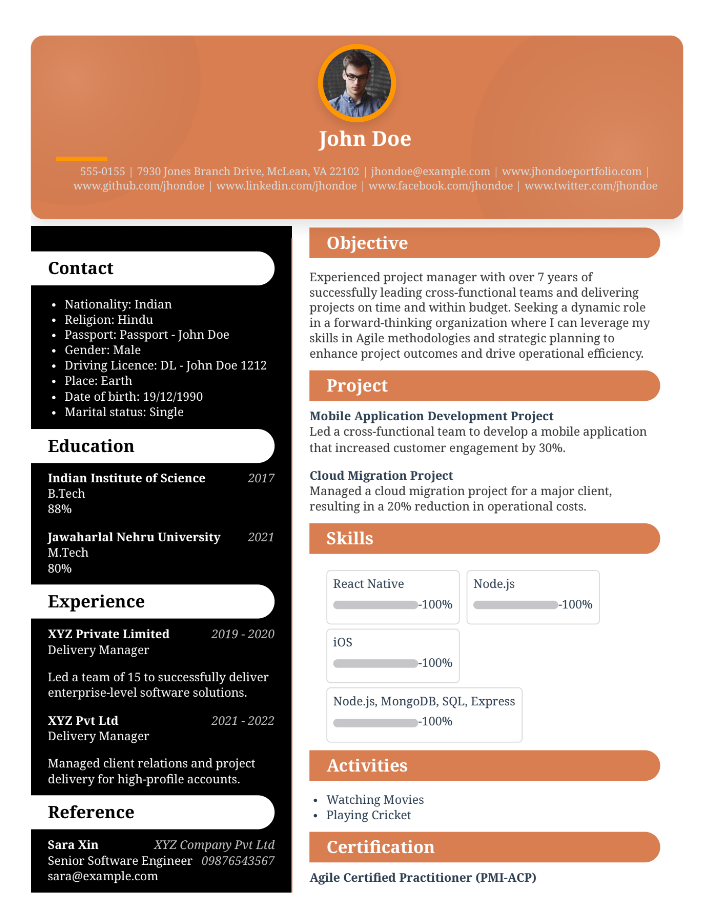 John Doe
555-0155 | 7930 Jones Branch Drive, McLean, VA 22102 | jhondoe@example.com | www.jhondoeportfolio.com |
www.github.com/jhondoe | www.linkedin.com/jhondoe | www.facebook.com/jhondoe | www.twitter.com/jhondoe
Contact
• Nationality: Indian
• Religion: Hindu
• Passport: Passport - John Doe
• Gender: Male
• Driving Licence: DL - John Doe 1212
• Place: Earth
• Date of birth: 19/12/1990
• Marital status: Single
Education
Indian Institute of Science 2017
B.Tech
88%
Jawaharlal Nehru University 2021
M.Tech
80%
Experience
XYZ Private Limited 2019 - 2020
Delivery Manager
Led a team of 15 to successfully deliver
enterprise-level software solutions.
XYZ Pvt Ltd 2021 - 2022
Delivery Manager
Managed client relations and project
delivery for high-profile accounts.
Reference
Sara Xin XYZ Company Pvt Ltd
Senior Software Engineer 09876543567
sara@example.com
Objective
Experienced project manager with over 7 years of
successfully leading cross-functional teams and delivering
projects on time and within budget. Seeking a dynamic role
in a forward-thinking organization where I can leverage my
skills in Agile methodologies and strategic planning to
enhance project outcomes and drive operational efficiency.
Project
Mobile Application Development Project
Led a cross-functional team to develop a mobile application
that increased customer engagement by 30%.
Cloud Migration Project
Managed a cloud migration project for a major client,
resulting in a 20% reduction in operational costs.
Skills
React Native
-100%
Node.js
-100%
iOS
-100%
Node.js, MongoDB, SQL, Express
-100%
Activities
• Watching Movies
• Playing Cricket
Certification
Agile Certified Practitioner (PMI-ACP)